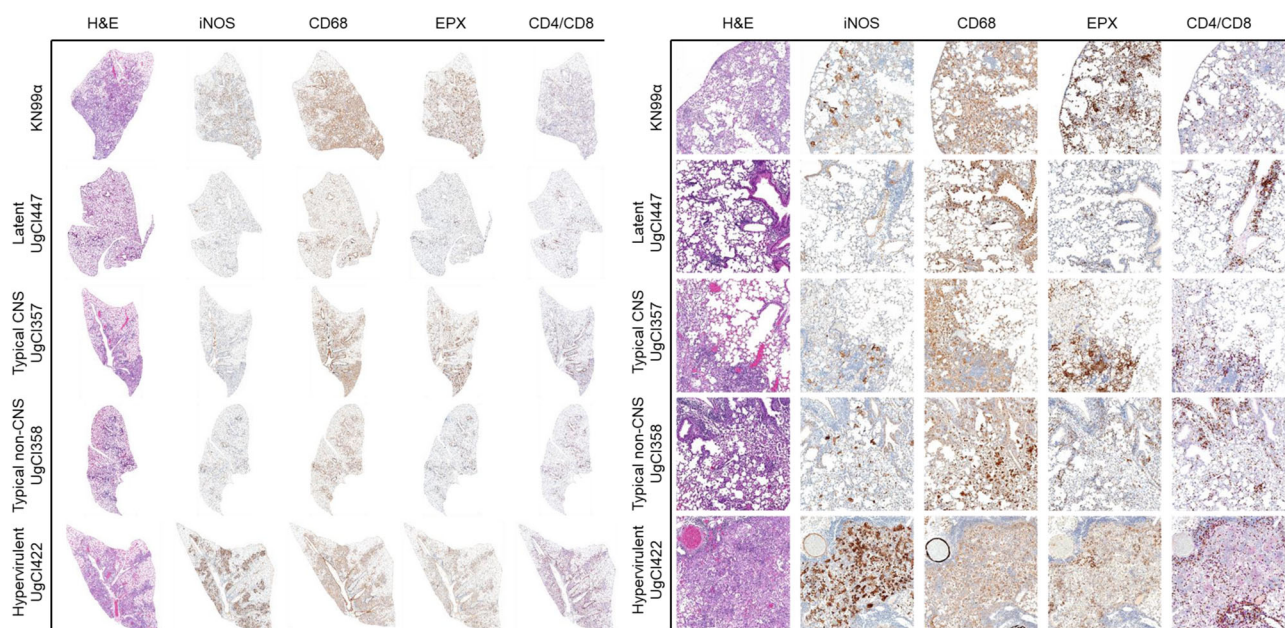 H&E iNOS CD68 EPX CD4/CD8
KN99α
Latent
UgCl447
Typical CNS
UgCl357
Typical non-CNS
UgCl358
Hypervirulent
UgCl422
H&E iNOS CD68 EPX CD4/CD8
KN99α
Latent
UgCl447
Typical CNS
UgCl357
Typical non-CNS
UgCl358
Hypervirulent
UgCl422